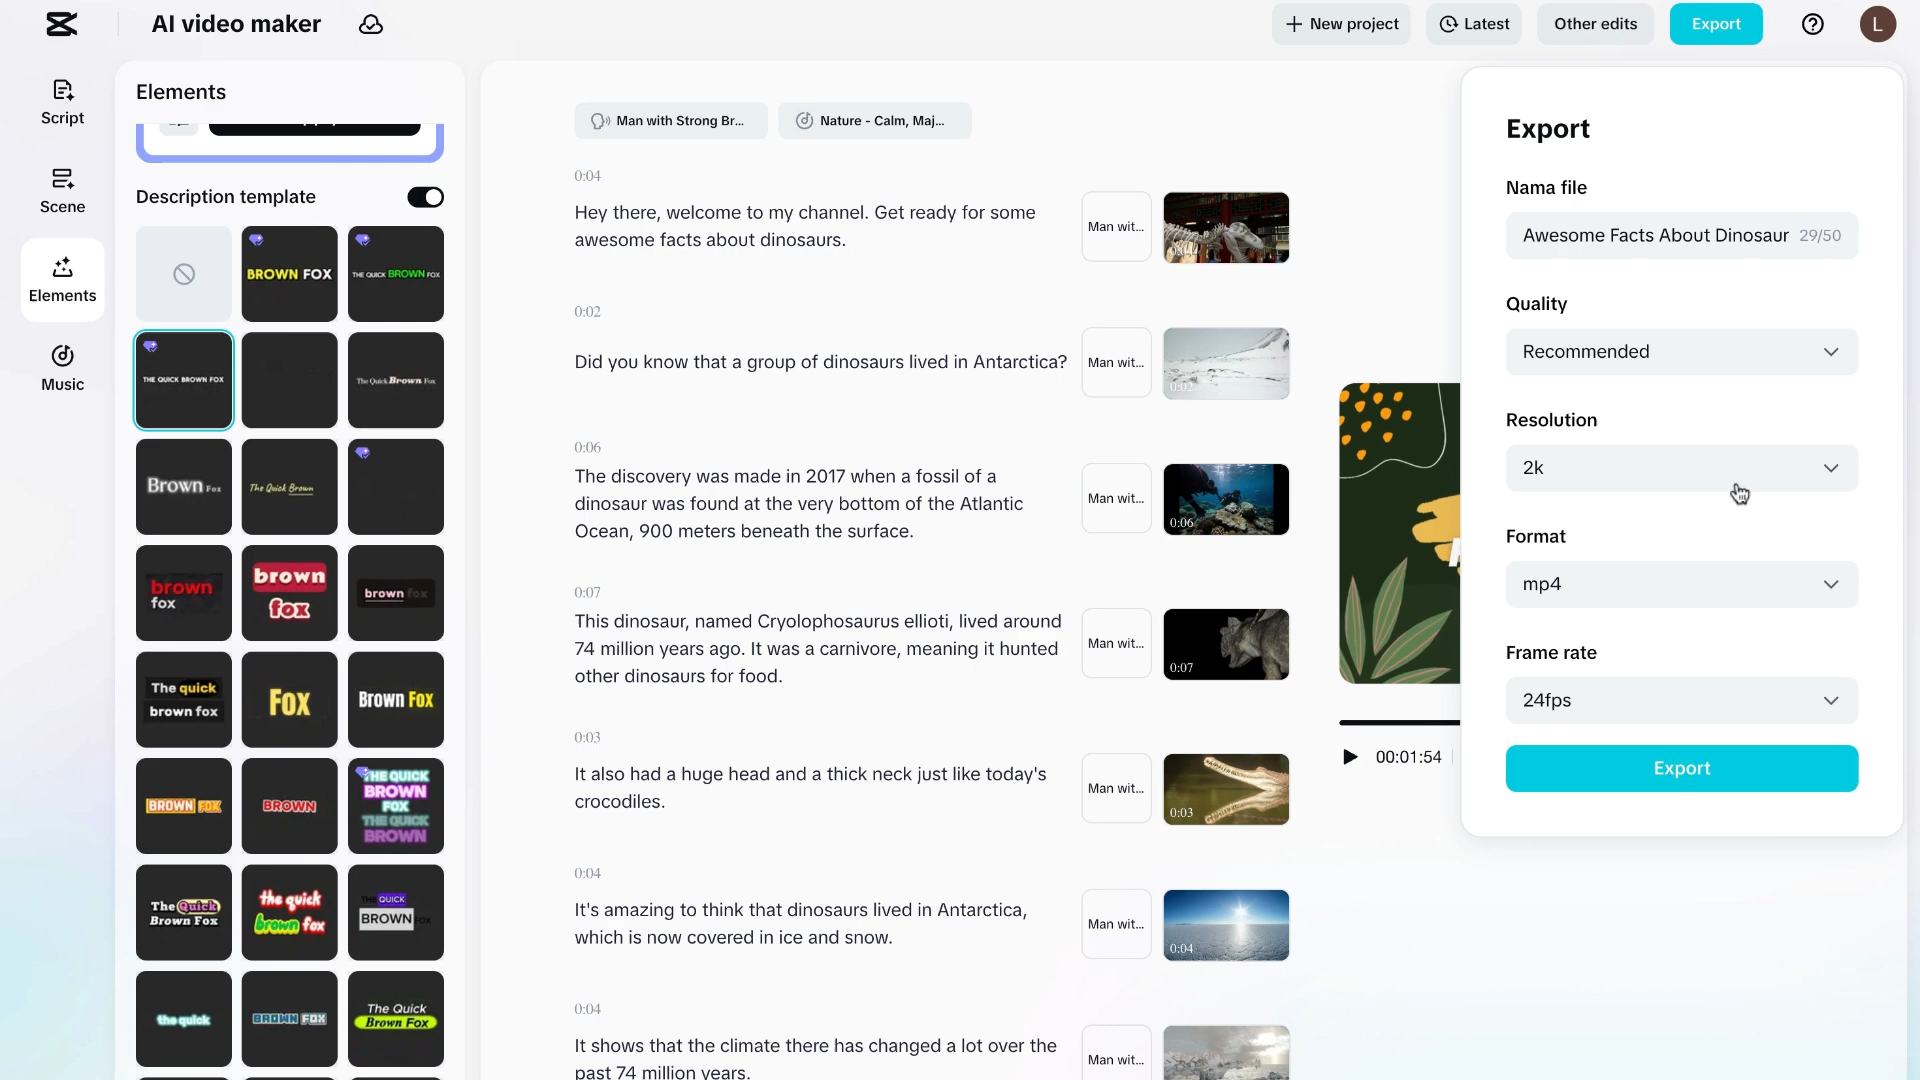 AI video maker
New project
Latest
Other edits
Export
L
Script
Scene
Elements
Music
Elements
Description template
BROWN FOX
THE QUICK BROWN FOX
THE QUICK BROWN FOX
The Quick Brown Fox
Brown Fox
The Quick Brown
brown
fox
brown
fox
brown fox
The quick
brown fox
Fox
Brown Fox
BROWN FOX
BROWN
THE QUICK
BROWN
FOX
THE QUICK
BROWN
The Quick
Brown Fox
the quick
brown fox
THE QUICK
BROWN FOX
the quick
BROWN FOX
The Quick
Brown Fox
Man with Strong Br...
Nature - Calm, Maj...
0:04
Hey there, welcome to my channel. Get ready for some
awesome facts about dinosaurs.
Man wit...
0:04
0:02
Did you know that a group of dinosaurs lived in Antarctica?
Man wit...
0:02
0:06
The discovery was made in 2017 when a fossil of a
dinosaur was found at the very bottom of the Atlantic
Ocean, 900 meters beneath the surface.
Man wit...
0:06
0:07
This dinosaur, named Cryolophosaurus ellioti, lived around
74 million years ago. It was a carnivore, meaning it hunted
other dinosaurs for food.
Man wit...
0:07
0:03
It also had a huge head and a thick neck just like today's
crocodiles.
Man wit...
0:03
0:04
It's amazing to think that dinosaurs lived in Antarctica,
which is now covered in ice and snow.
Man wit...
0:04
0:04
It shows that the climate there has changed a lot over the
past 74 million years.
Man wit...
00:01:54
Export
Nama file
Awesome Facts About Dinosaur 29/50
Quality
Recommended
Resolution
2k
Format
mp4
Frame rate
24fps
Export